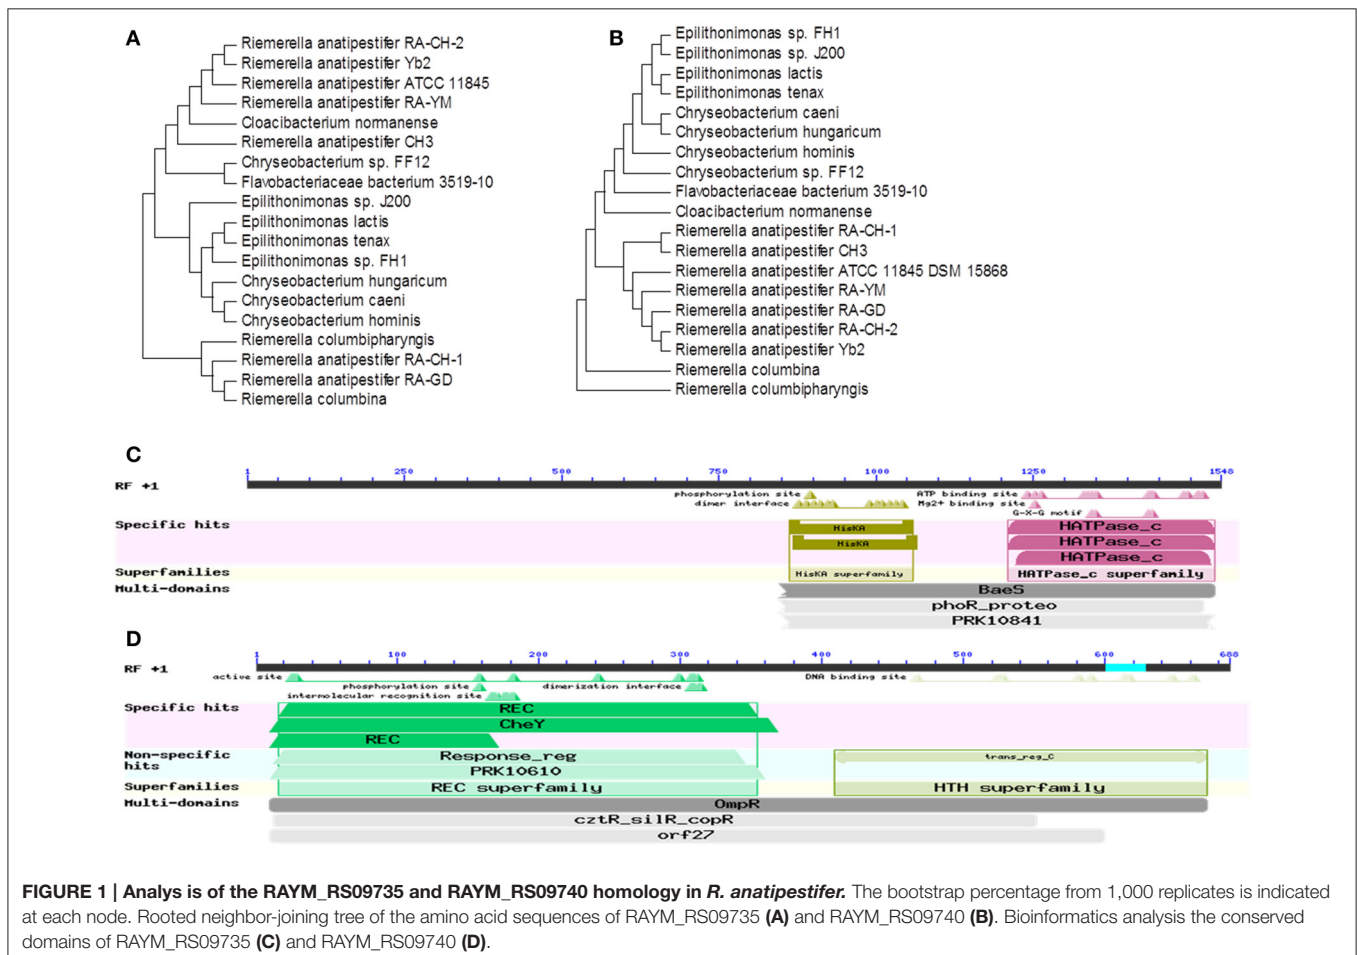 A
Riemerella anatipestifer RA-CH-2
Riemerella anatipestifer Yb2
Riemerella anatipestifer ATCC 11845
Riemerella anatipestifer RA-YM
Cloacibacterium normanense
Riemerella anatipestifer CH3
Chryseobacterium sp. FF12
Flavobacteriaceae bacterium 3519-10
Epilithonimonas sp. J200
Epilithonimonas lactis
Epilithonimonas tenax
Epilithonimonas sp. FH1
Chryseobacterium hungaricum
Chryseobacterium caeni
Chryseobacterium hominis
Riemerella columbipharyngis
Riemerella anatipestifer RA-CH-1
Riemerella anatipestifer RA-GD
Riemerella columbina
B
Epilithonimonas sp. FH1
Epilithonimonas sp. J200
Epilithonimonas lactis
Epilithonimonas tenax
Chryseobacterium caeni
Chryseobacterium hungaricum
Chryseobacterium hominis
Chryseobacterium sp. FF12
Flavobacteriaceae bacterium 3519-10
Cloacibacterium normanense
Riemerella anatipestifer RA-CH-1
Riemerella anatipestifer CH3
Riemerella anatipestifer ATCC 11845 DSM 15868
Riemerella anatipestifer RA-YM
Riemerella anatipestifer RA-GD
Riemerella anatipestifer RA-CH-2
Riemerella anatipestifer Yb2
Riemerella columbina
Riemerella columbipharyngis
C
1 250 500 750 1000 1250 1548
RF +1
phosphorylation site ATP binding site
dimer interface Mg2+ binding site
G-X-G motif
Specific hits HisKA HATPase_c
HisKA HATPase_c
HATPase_c
Superfamilies HisKA superfamily HATPase_c superfamily
Multi-domains BaeS
phoR_proteo
PRK10841
D
1 100 200 300 400 500 600 688
RF +1
active site DNA binding site
phosphorylation site dimerization interface
intermolecular recognition site
Specific hits REC
CheY
REC
Non-specific hits Response_reg trans_reg_C
PRK10610
Superfamilies REC superfamily HTH superfamily
Multi-domains OmpR
cztR_silR_copR
orf27
FIGURE 1 | Analys is of the RAYM_RS09735 and RAYM_RS09740 homology in R. anatipestifer. The bootstrap percentage from 1,000 replicates is indicated
at each node. Rooted neighbor-joining tree of the amino acid sequences of RAYM_RS09735 (A) and RAYM_RS09740 (B). Bioinformatics analysis the conserved
domains of RAYM_RS09735 (C) and RAYM_RS09740 (D).